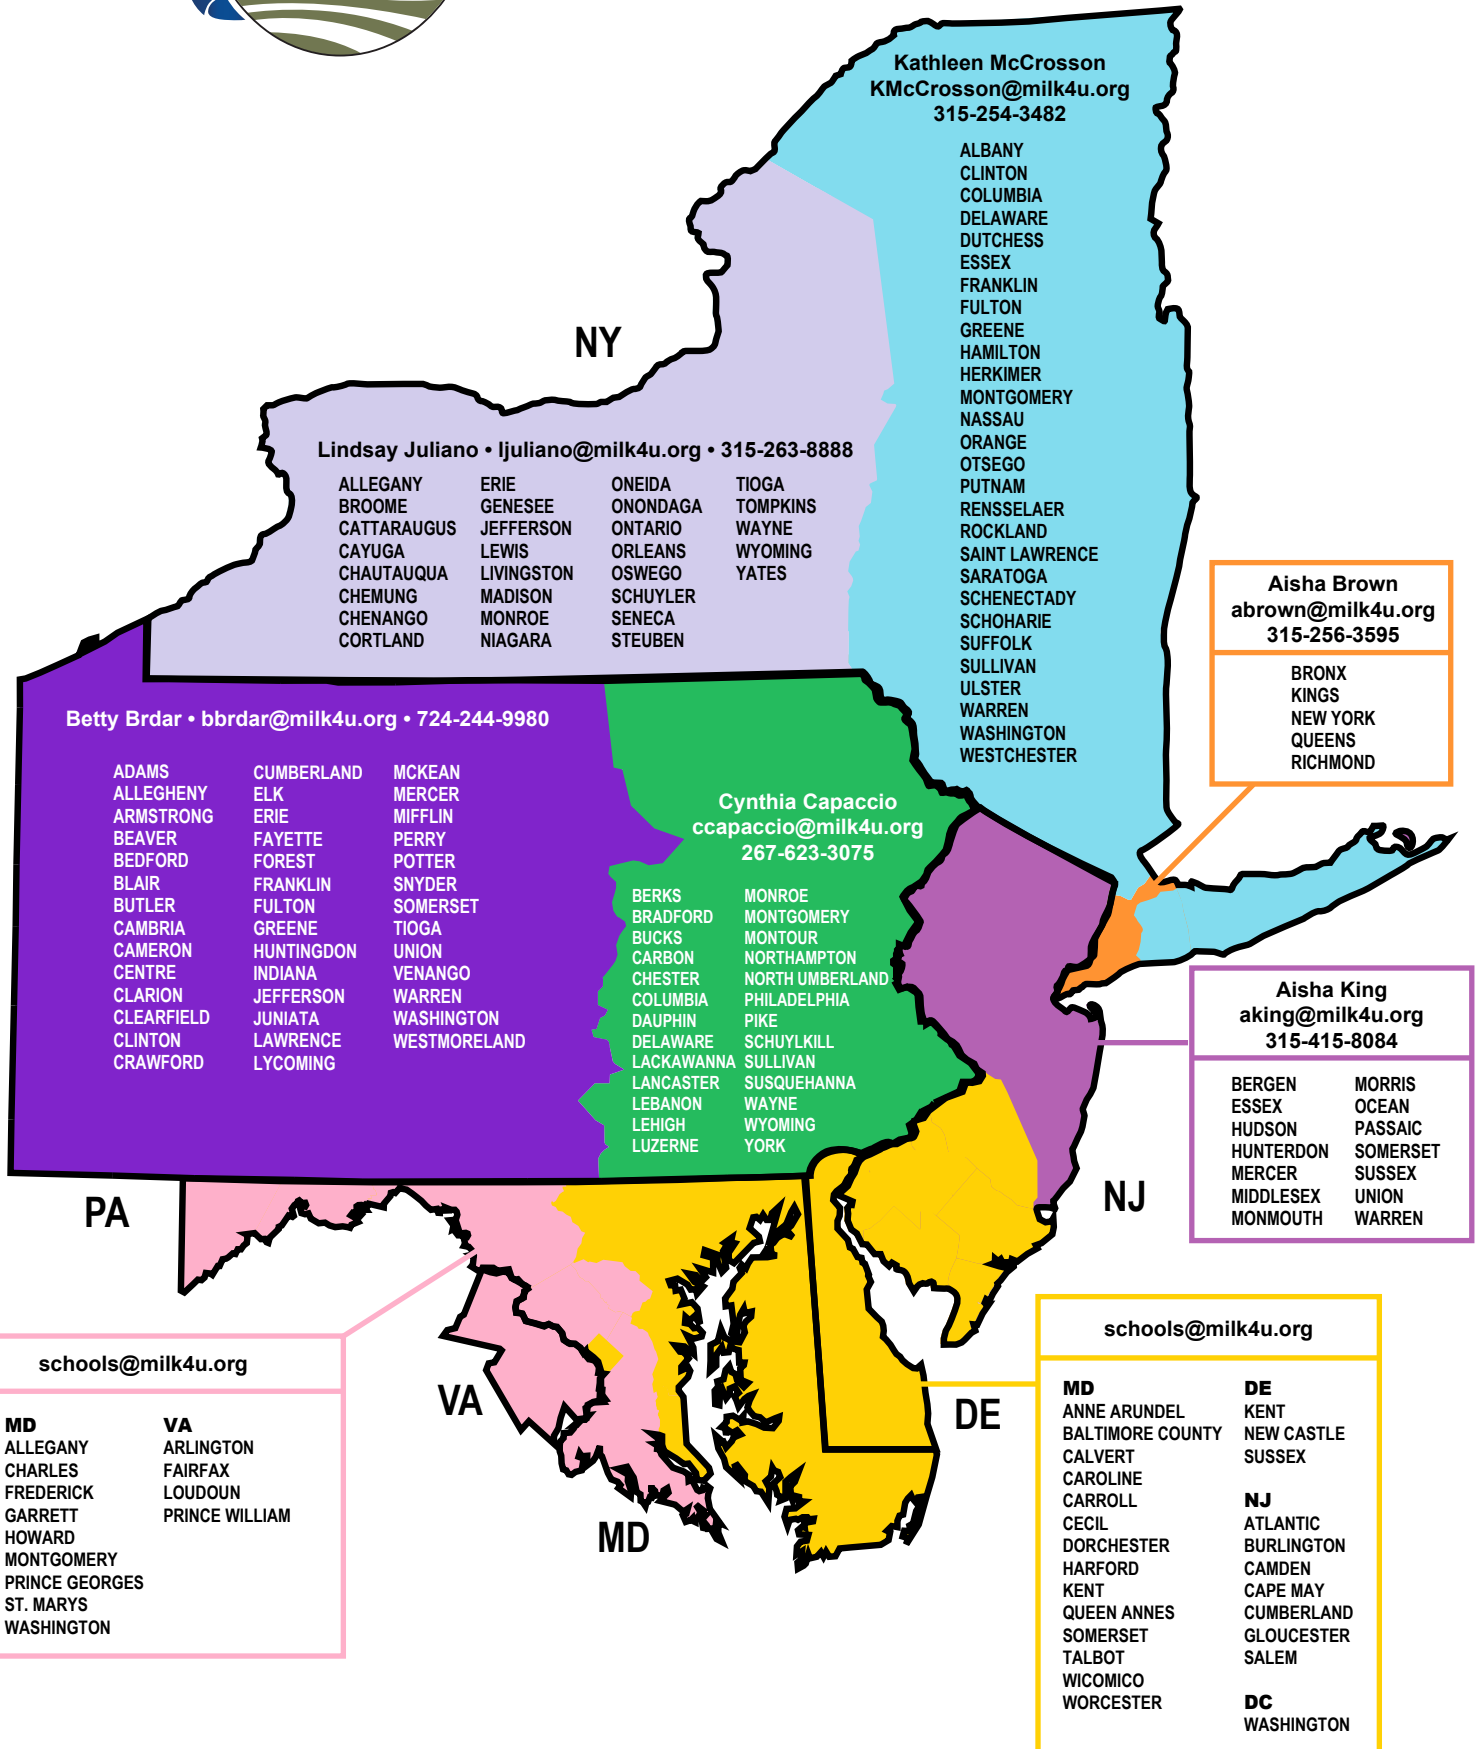 Kathleen McCrosson
KMcCrosson@milk4u.org
315-254-3482
ALBANY
CLINTON
COLUMBIA
DELAWARE
DUTCHESS
ESSEX
FRANKLIN
FULTON
GREENE
HAMILTON
HERKIMER
MONTGOMERY
NASSAU
ORANGE
OTSEGO
PUTNAM
RENSSELAER
ROCKLAND
SAINT LAWRENCE
SARATOGA
SCHENECTADY
SCHOHARIE
SUFFOLK
SULLIVAN
ULSTER
WARREN
WASHINGTON
WESTCHESTER
NY
Lindsay Juliano • ljuliano@milk4u.org • 315-263-8888
ALLEGANY
BROOME
CATTARAUGUS
CAYUGA
CHAUTAUQUA
CHEMUNG
CHENANGO
CORTLAND
ERIE
GENESEE
JEFFERSON
LEWIS
LIVINGSTON
MADISON
MONROE
NIAGARA
ONEIDA
ONONDAGA
ONTARIO
ORLEANS
OSWEGO
SCHUYLER
SENECA
STEUBEN
TIOGA
TOMPKINS
WAYNE
WYOMING
YATES
Aisha Brown
abrown@milk4u.org
315-256-3595
BRONX
KINGS
NEW YORK
QUEENS
RICHMOND
Betty Brdar • bbrdar@milk4u.org • 724-244-9980
ADAMS
ALLEGHENY
ARMSTRONG
BEAVER
BEDFORD
BLAIR
BUTLER
CAMBRIA
CAMERON
CENTRE
CLARION
CLEARFIELD
CLINTON
CRAWFORD
CUMBERLAND
ELK
ERIE
FAYETTE
FOREST
FRANKLIN
FULTON
GREENE
HUNTINGDON
INDIANA
JEFFERSON
JUNIATA
LAWRENCE
LYCOMING
MCKEAN
MERCER
MIFFLIN
PERRY
POTTER
SNYDER
SOMERSET
TIOGA
UNION
VENANGO
WARREN
WASHINGTON
WESTMORELAND
Cynthia Capaccio
ccapaccio@milk4u.org
267-623-3075
BERKS
BRADFORD
BUCKS
CARBON
CHESTER
COLUMBIA
DAUPHIN
DELAWARE
LACKAWANNA
LANCASTER
LEBANON
LEHIGH
LUZERNE
MONROE
MONTGOMERY
MONTOUR
NORTHAMPTON
NORTH UMBERLAND
PHILADELPHIA
PIKE
SCHUYLKILL
SULLIVAN
SUSQUEHANNA
WAYNE
WYOMING
YORK
Aisha King
aking@milk4u.org
315-415-8084
BERGEN
ESSEX
HUDSON
HUNTERDON
MERCER
MIDDLESEX
MONMOUTH
MORRIS
OCEAN
PASSAIC
SOMERSET
SUSSEX
UNION
WARREN
PA
NJ
schools@milk4u.org
MD
ALLEGANY
CHARLES
FREDERICK
GARRETT
HOWARD
MONTGOMERY
PRINCE GEORGES
ST. MARYS
WASHINGTON
VA
ARLINGTON
FAIRFAX
LOUDOUN
PRINCE WILLIAM
VA
MD
DE
schools@milk4u.org
MD
ANNE ARUNDEL
BALTIMORE COUNTY
CALVERT
CAROLINE
CARROLL
CECIL
DORCHESTER
HARFORD
KENT
QUEEN ANNES
SOMERSET
TALBOT
WICOMICO
WORCESTER
DE
KENT
NEW CASTLE
SUSSEX
NJ
ATLANTIC
BURLINGTON
CAMDEN
CAPE MAY
CUMBERLAND
GLOUCESTER
SALEM
DC
WASHINGTON